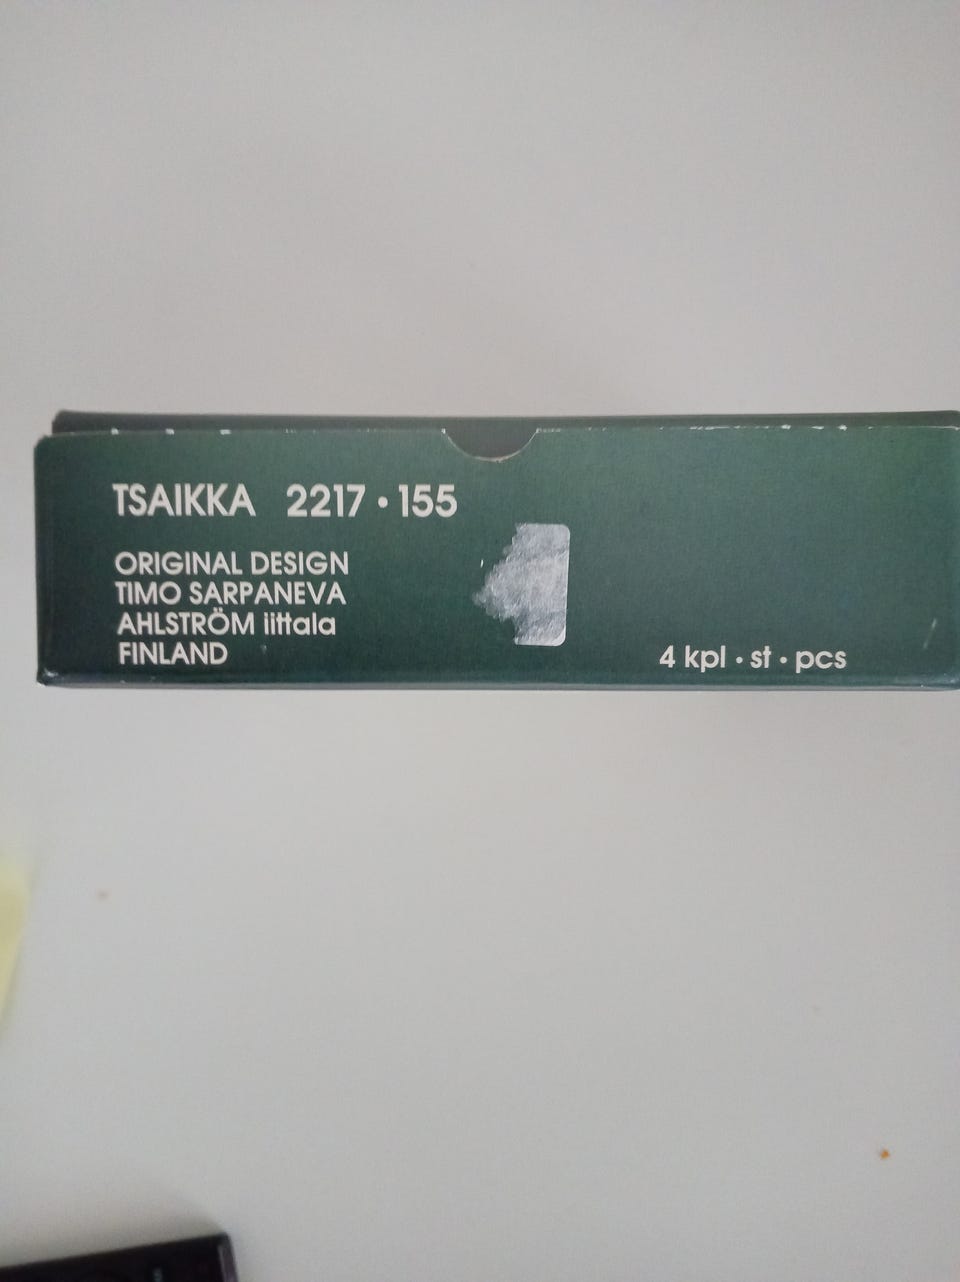 TSAIKKA 2217 • 155
ORIGINAL DESIGN
TIMO SARPANEVA
AHLSTRÖM iittala
FINLAND
4 kpl • st • pcs